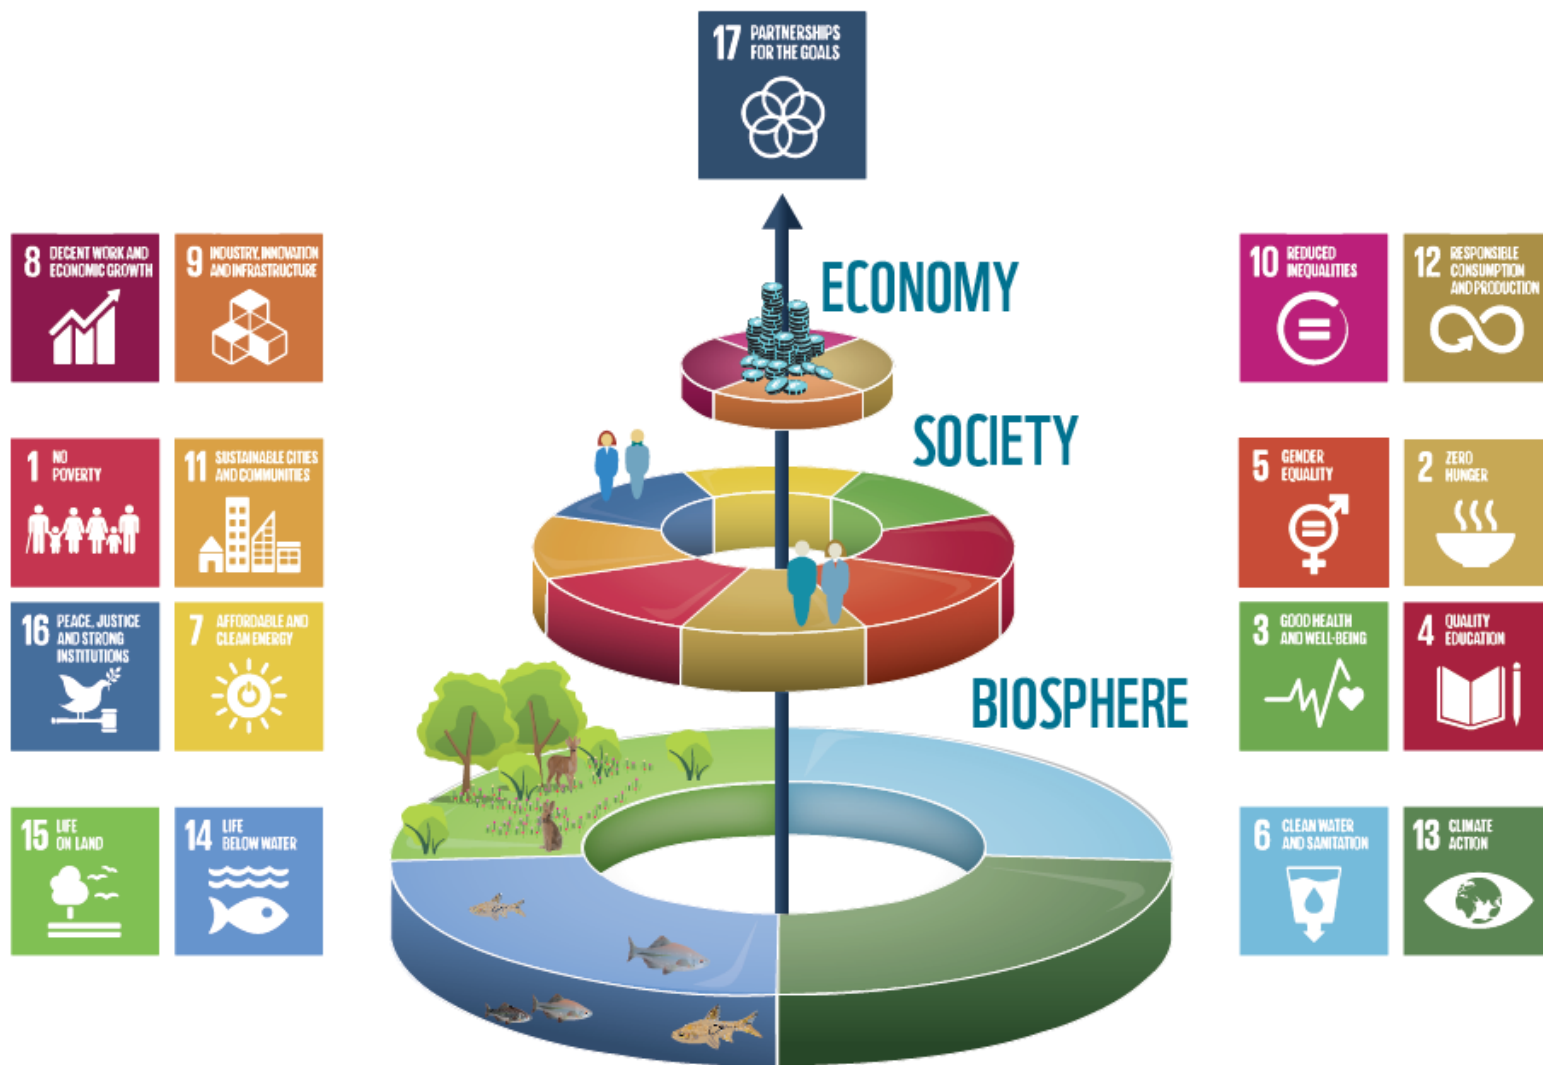 17 PARTNERSHIPS
FOR THE GOALS
8 DECENT WORK AND
ECONOMIC GROWTH
9 INDUSTRY, INNOVATION
AND INFRASTRUCTURE
ECONOMY
10 REDUCED
INEQUALITIES
12 RESPONSIBLE
CONSUMPTION
AND PRODUCTION
1 NO
POVERTY
11 SUSTAINABLE CITIES
AND COMMUNITIES
SOCIETY
5 GENDER
EQUALITY
2 ZERO
HUNGER
16 PEACE, JUSTICE
AND STRONG
INSTITUTIONS
7 AFFORDABLE AND
CLEAN ENERGY
3 GOOD HEALTH
AND WELL-BEING
4 QUALITY
EDUCATION
BIOSPHERE
15 LIFE
ON LAND
14 LIFE
BELOW WATER
6 CLEAN WATER
AND SANITATION
13 CLIMATE
ACTION